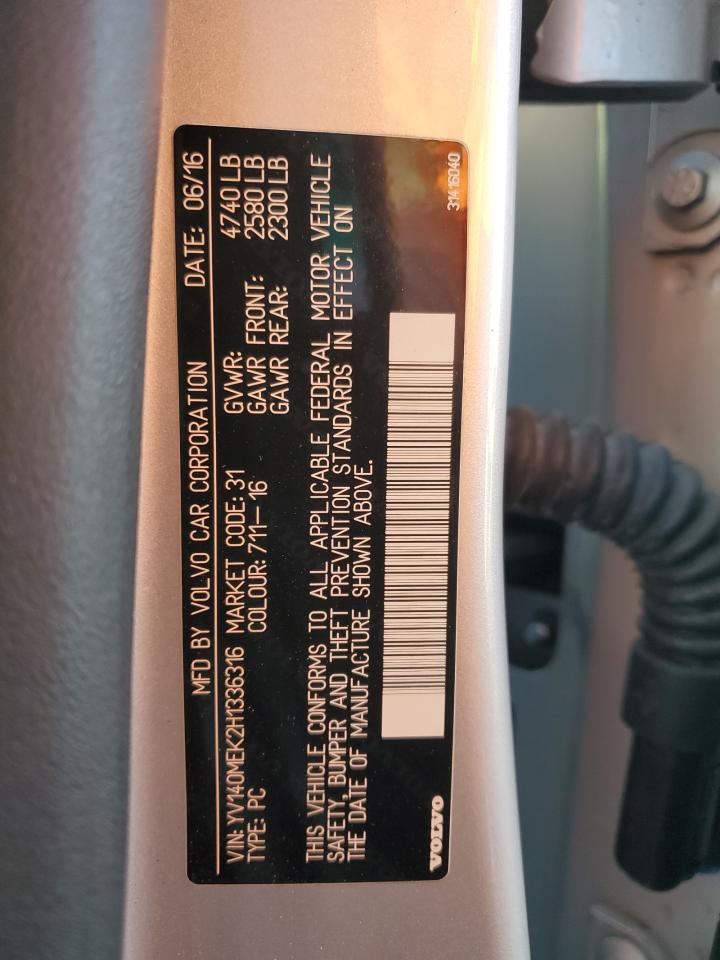 MFD BY VOLVO CAR CORPORATION DATE: 06/16
VIN: YV140MEK2H1336316 MARKET CODE: 31 GVWR: 4740 LB
TYPE: PC COLOUR: 711-16 GAWR FRONT: 2580 LB
GAWR REAR: 2300 LB
THIS VEHICLE CONFORMS TO ALL APPLICABLE FEDERAL MOTOR VEHICLE
SAFETY, BUMPER AND THEFT PREVENTION STANDARDS IN EFFECT ON
THE DATE OF MANUFACTURE SHOWN ABOVE.
VOLVO
31416040